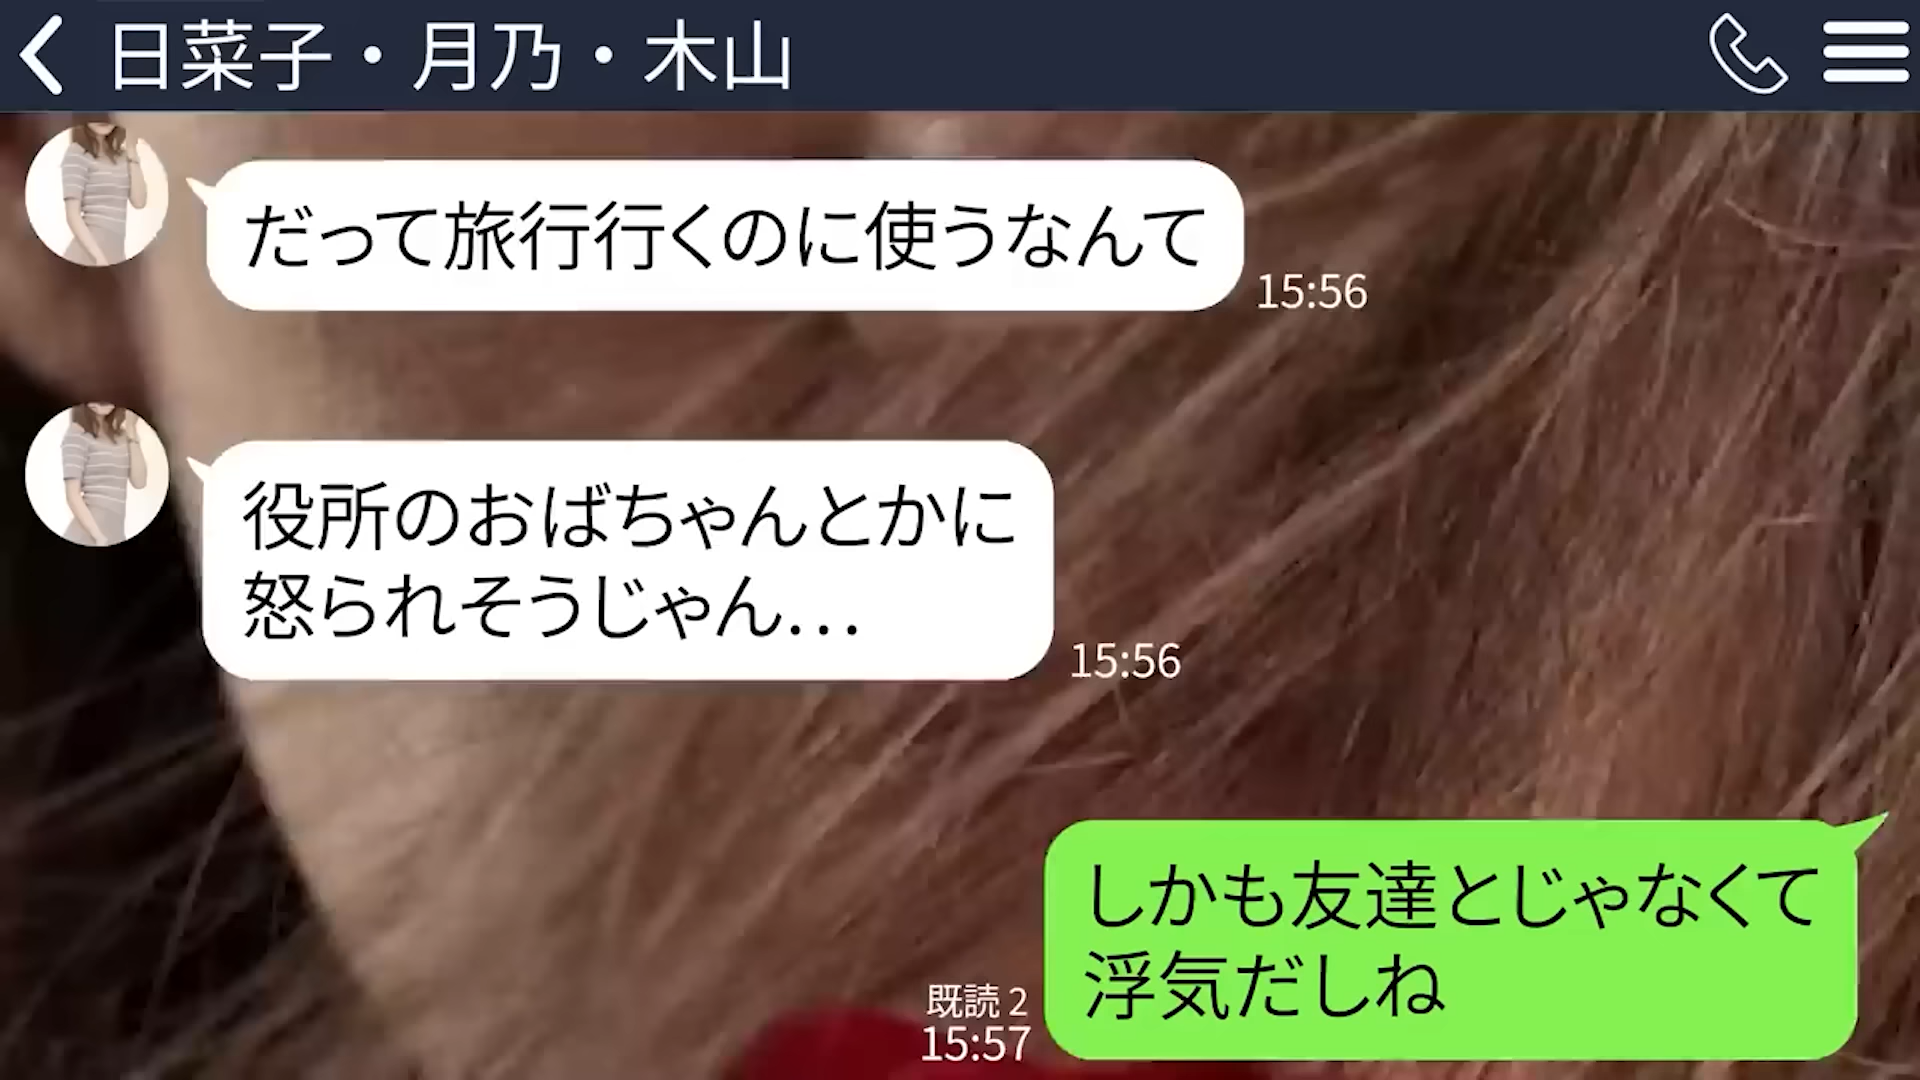 日菜子・月乃・木山
だって旅行行くのに使うなんて
15:56
役所のおばちゃんとかに
怒られそうじゃん…
15:56
しかも友達とじゃなくて
浮気だしね
既読 2
15:57